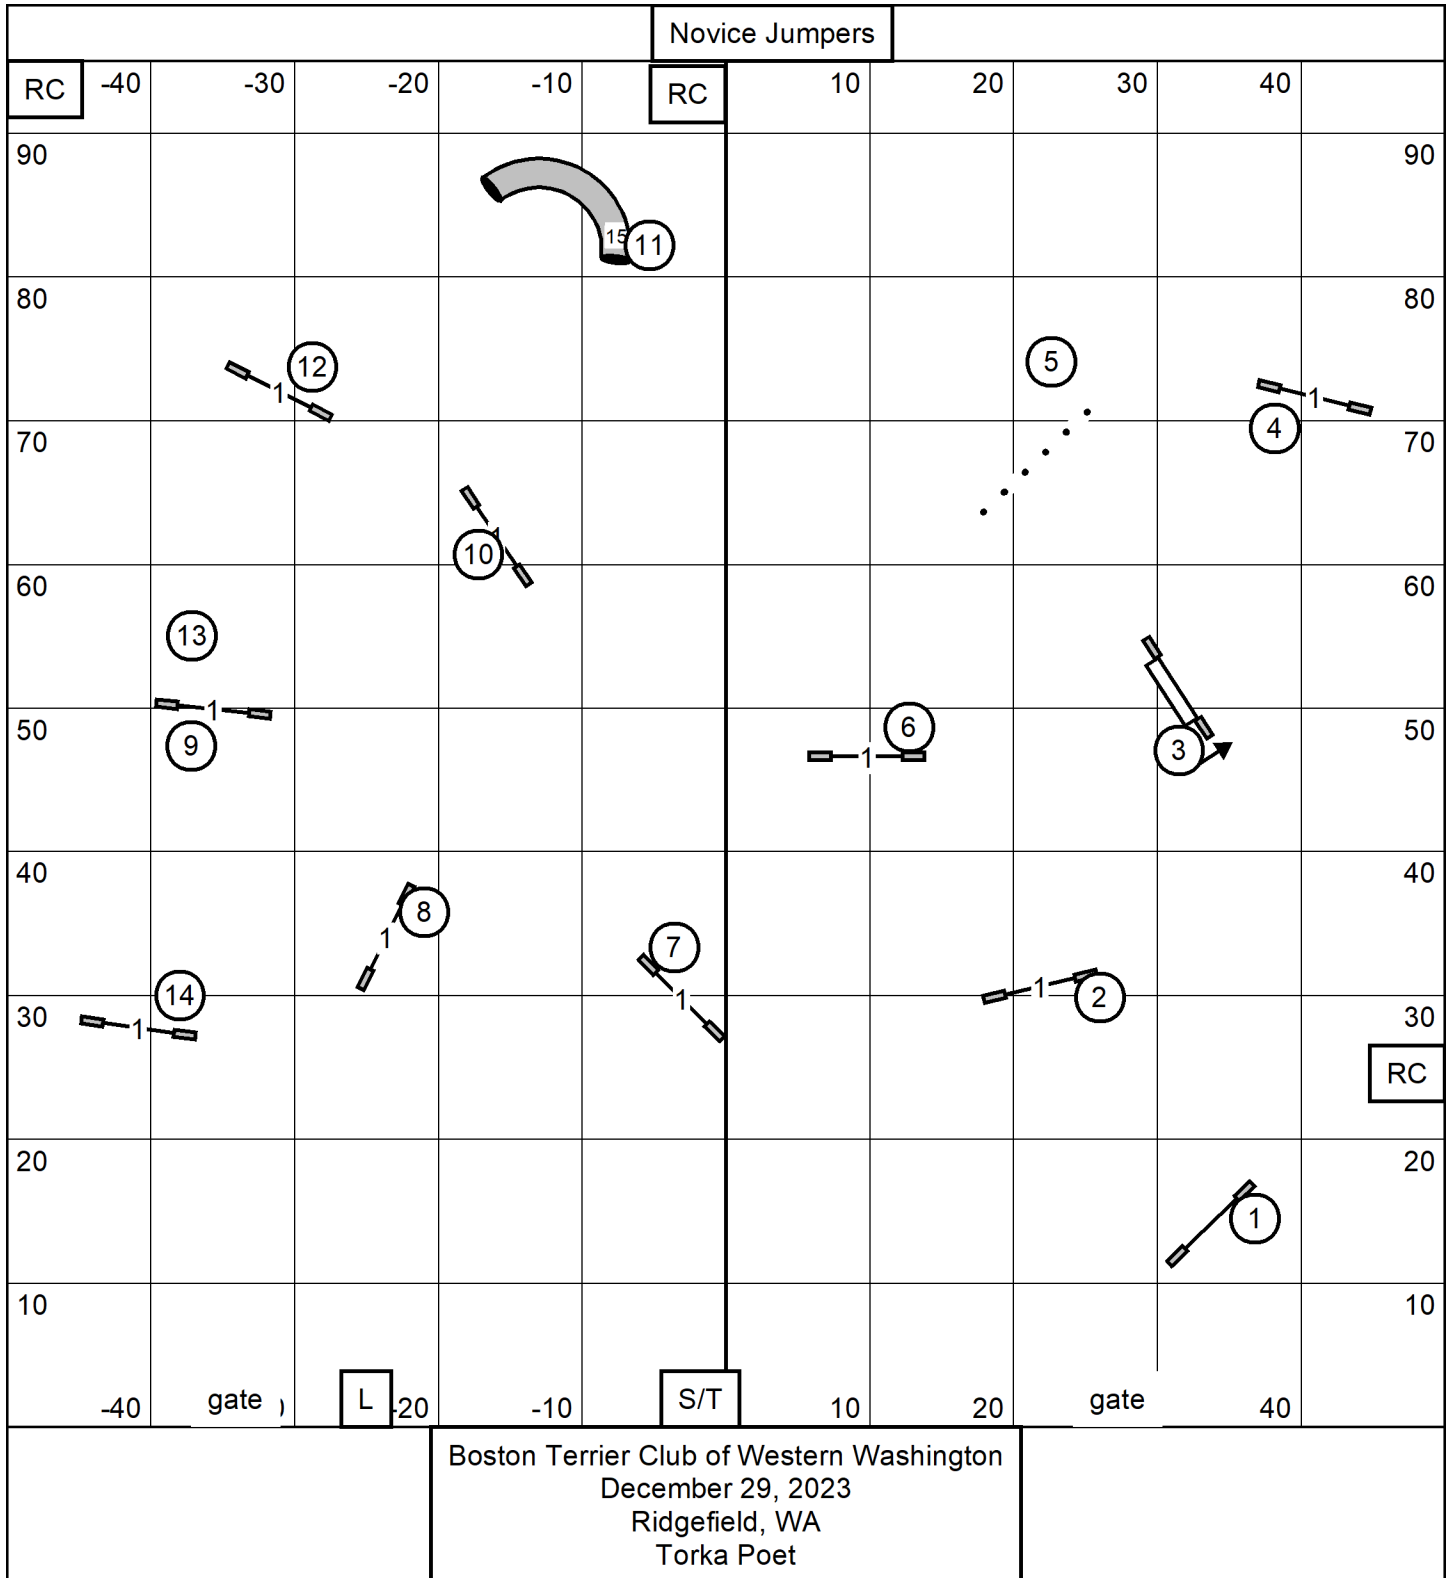 Novice Jumpers
RC -40 -30 -20 -10 RC 10 20 30 40
90 90
15 11
80 80
12 1 5 1 4
70 70
1 10
60 60
13
1 9 6 1 3
50 50
40 40
8 1 7 1 1 2
14 1
30 30
RC
20 20
1
10 10
-40 gate L -20 -10 S/T 10 20 gate 40
Boston Terrier Club of Western Washington
December 29, 2023
Ridgefield, WA
Torka Poet